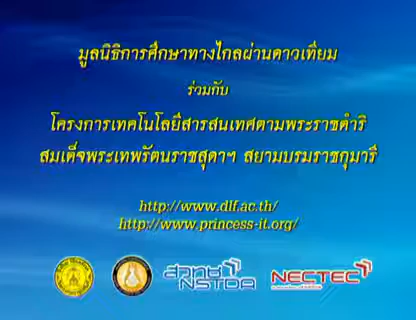 มูลนิธิการศึกษาทางไกลผ่านดาวเทียม
ร่วมกับ
โครงการเทคโนโลยีสารสนเทศตามพระราชดำริ
สมเด็จพระเทพรัตนราชสุดาฯ สยามบรมราชกุมารี
http://www.dlf.ac.th/
http://www.princess-it.org/
สวทช
NSTDA
NECTEC